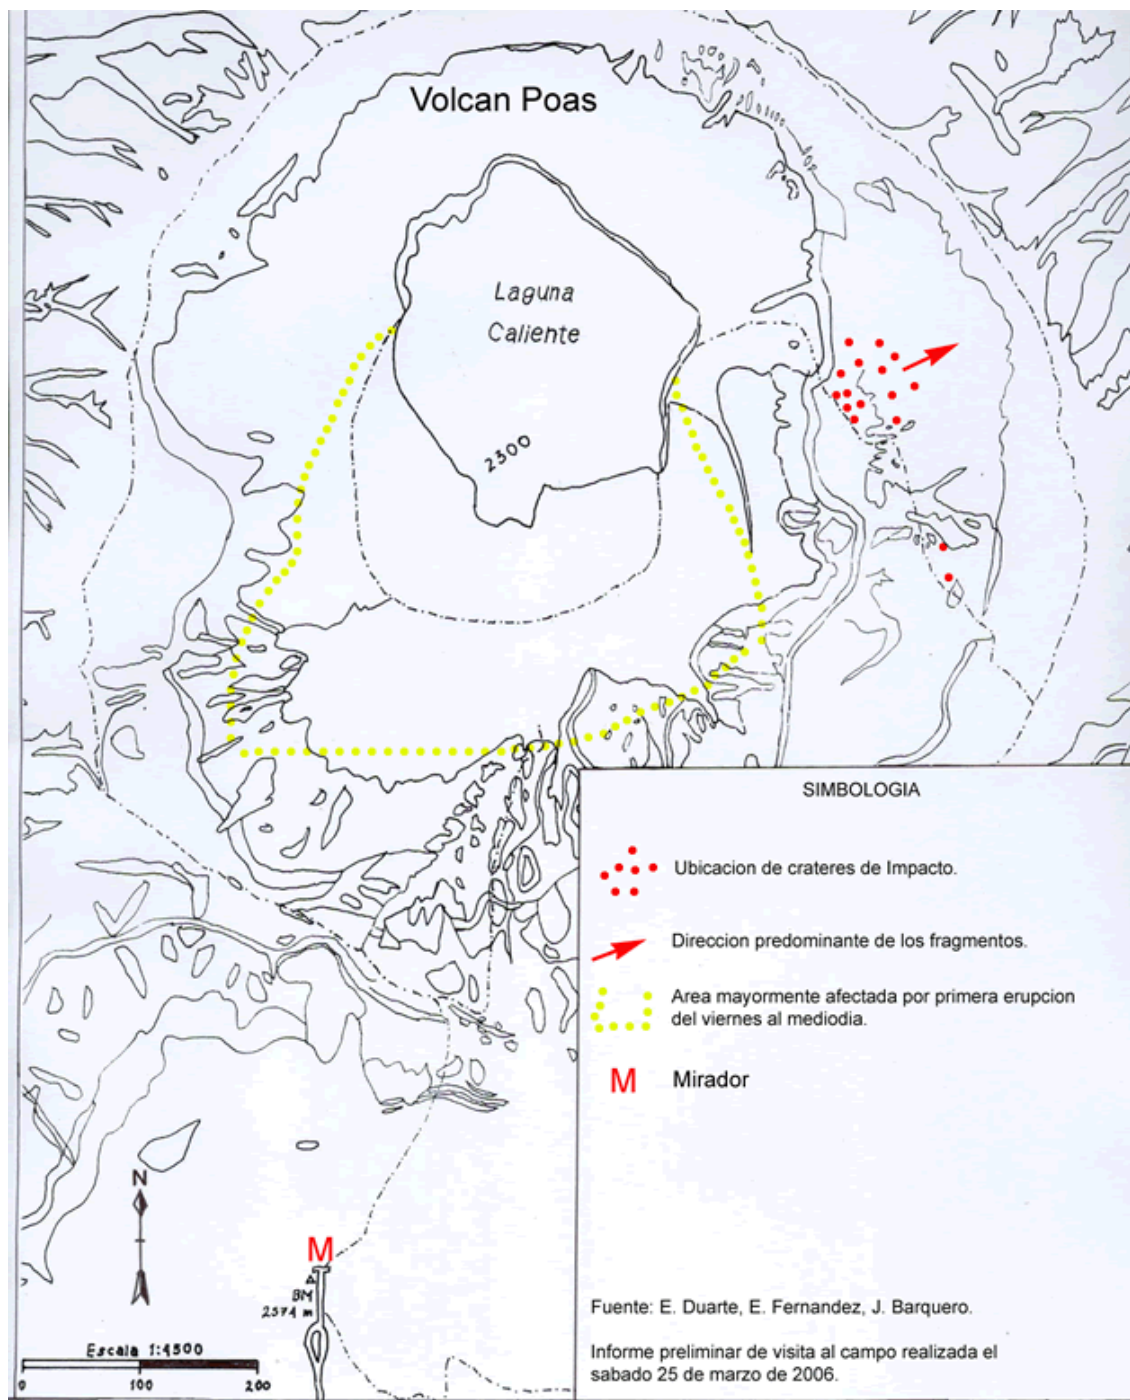 Volcan Poas
Laguna
Caliente
2300
SIMBOLOGIA
Ubicacion de crateres de Impacto.
Direccion predominante de los fragmentos.
Area mayormente afectada por primera erupcion
del viernes al mediodia.
M
Mirador
N
M
BM
2574 m
Escala 1:4500
0 100 200
Fuente: E. Duarte, E. Fernandez, J. Barquero.
Informe preliminar de visita al campo realizada el
sabado 25 de marzo de 2006.